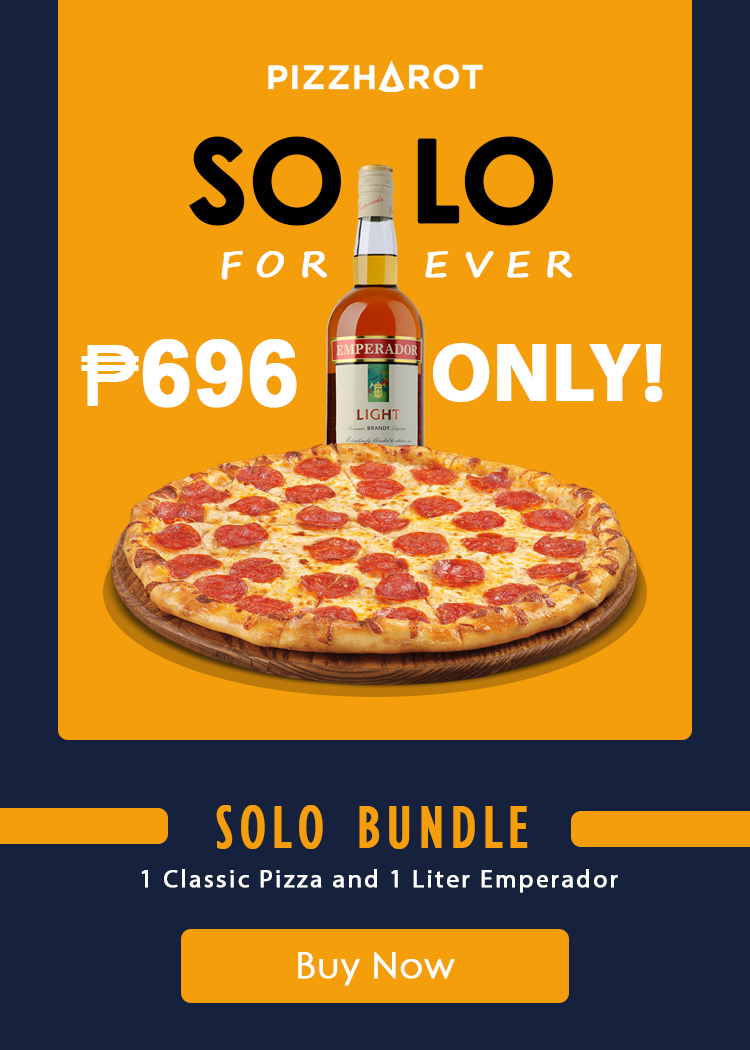 PIZZHAROT
SO LO
FOR EVER
₱696 ONLY!
EMPERADOR
LIGHT
BRANDY
SOLO BUNDLE
1 Classic Pizza and 1 Liter Emperador
Buy Now